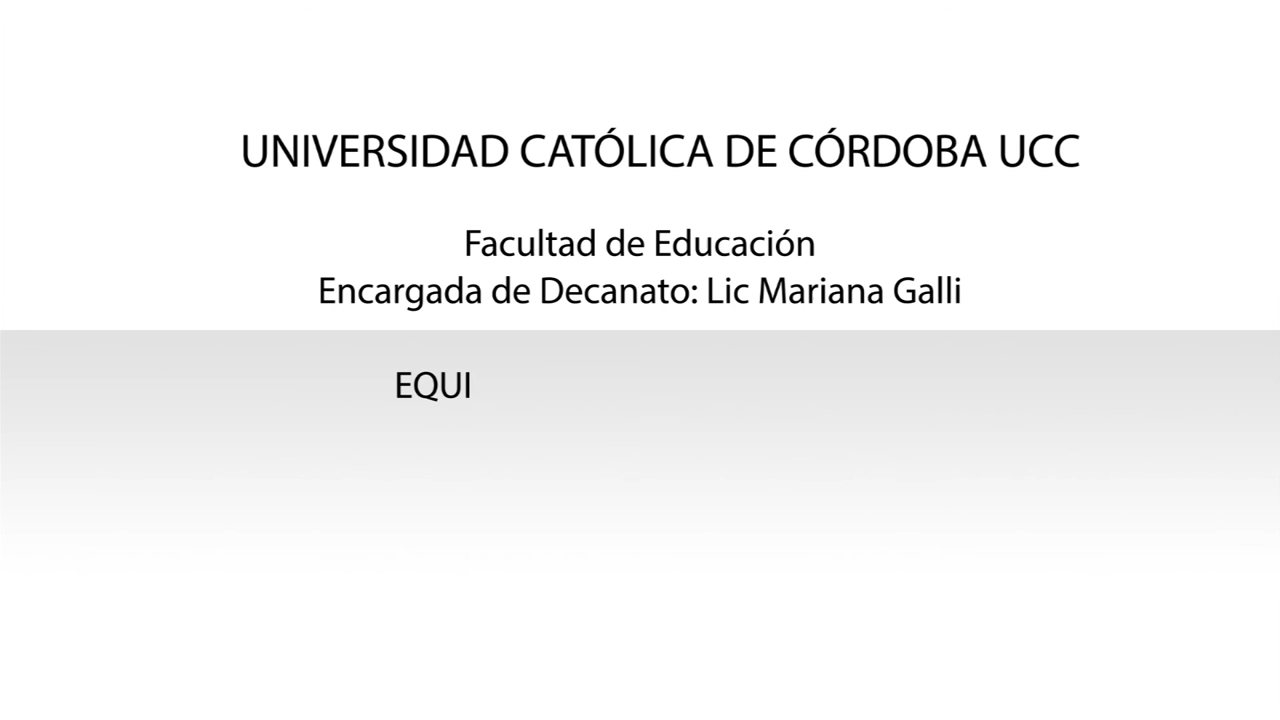 UNIVERSIDAD CATÓLICA DE CÓRDOBA UCC
Facultad de Educación
Encargada de Decanato: Lic Mariana Galli
EQUI